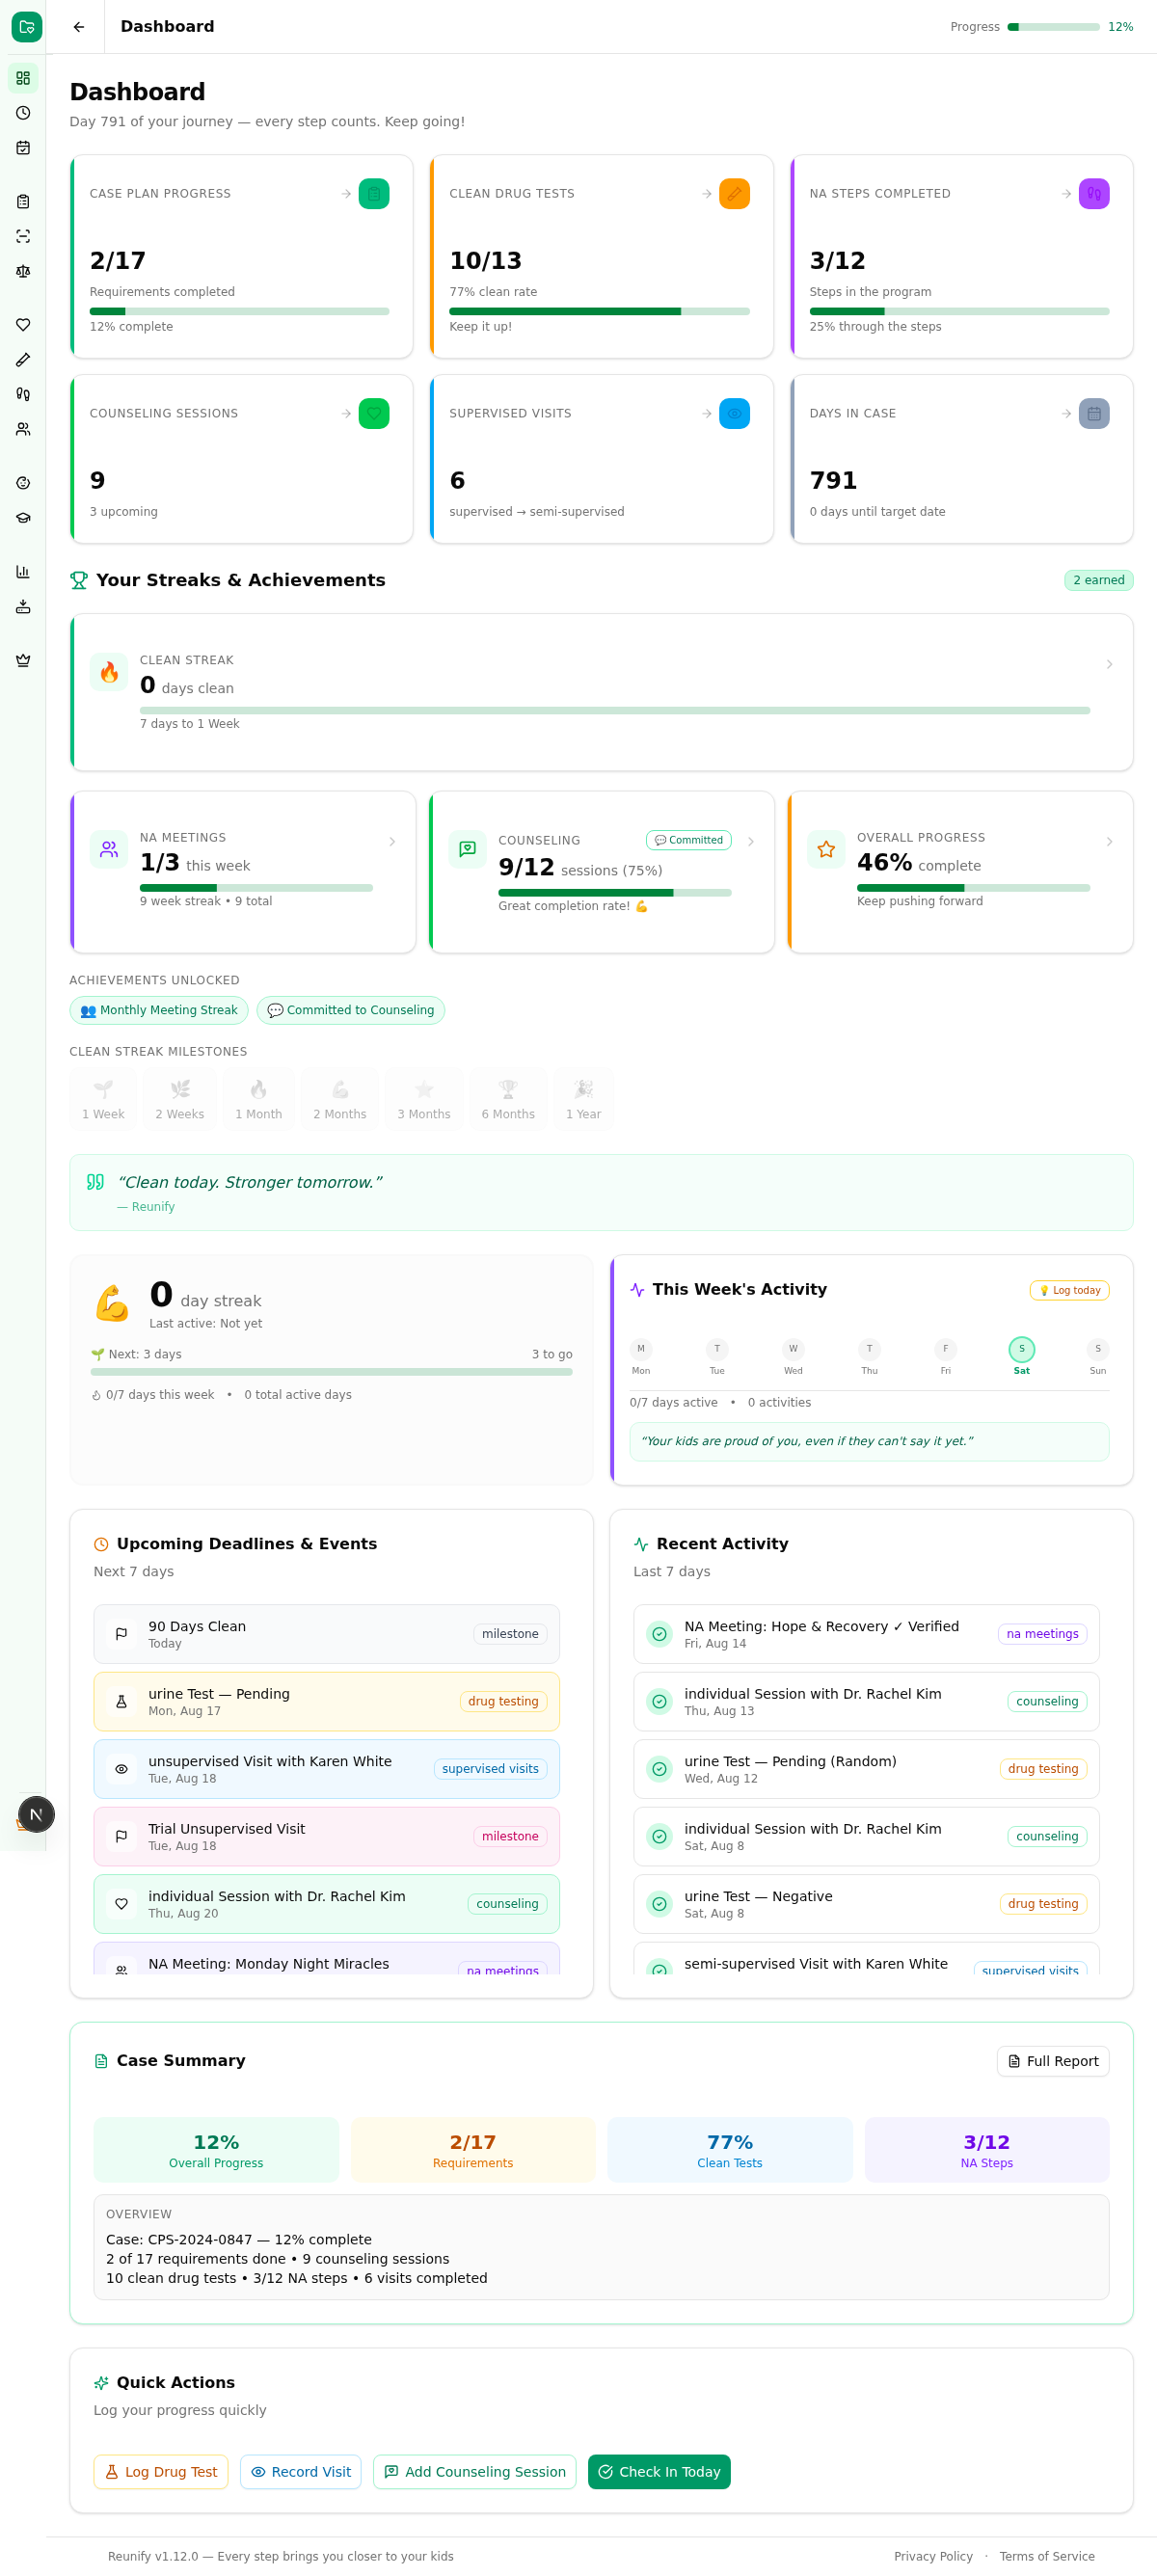 Dashboard
Progress 12%
Dashboard
Day 791 of your journey — every step counts. Keep going!
CASE PLAN PROGRESS
2/17
Requirements completed
12% complete
CLEAN DRUG TESTS
10/13
77% clean rate
Keep it up!
NA STEPS COMPLETED
3/12
Steps in the program
25% through the steps
COUNSELING SESSIONS
9
3 upcoming
SUPERVISED VISITS
6
supervised → semi-supervised
DAYS IN CASE
791
0 days until target date
Your Streaks & Achievements
2 earned
CLEAN STREAK
0 days clean
7 days to 1 Week
NA MEETINGS
1/3 this week
9 week streak • 9 total
COUNSELING
💬 Committed
9/12 sessions (75%)
Great completion rate! 💪
OVERALL PROGRESS
46% complete
Keep pushing forward
ACHIEVEMENTS UNLOCKED
👥 Monthly Meeting Streak
💬 Committed to Counseling
CLEAN STREAK MILESTONES
1 Week
2 Weeks
1 Month
2 Months
3 Months
6 Months
1 Year
“Clean today. Stronger tomorrow.”
— Reunify
0 day streak
Last active: Not yet
🌱 Next: 3 days
3 to go
0/7 days this week • 0 total active days
This Week's Activity
💡 Log today
M T W T F S S
Mon Tue Wed Thu Fri Sat Sun
0/7 days active • 0 activities
“Your kids are proud of you, even if they can't say it yet.”
Upcoming Deadlines & Events
Next 7 days
90 Days Clean
Today
milestone
urine Test — Pending
Mon, Aug 17
drug testing
unsupervised Visit with Karen White
Tue, Aug 18
supervised visits
Trial Unsupervised Visit
Tue, Aug 18
milestone
individual Session with Dr. Rachel Kim
Thu, Aug 20
counseling
NA Meeting: Monday Night Miracles
na meetings
Recent Activity
Last 7 days
NA Meeting: Hope & Recovery ✓ Verified
Fri, Aug 14
na meetings
individual Session with Dr. Rachel Kim
Thu, Aug 13
counseling
urine Test — Pending (Random)
Wed, Aug 12
drug testing
individual Session with Dr. Rachel Kim
Sat, Aug 8
counseling
urine Test — Negative
Sat, Aug 8
drug testing
semi-supervised Visit with Karen White
supervised visits
N
Case Summary
Full Report
12%
Overall Progress
2/17
Requirements
77%
Clean Tests
3/12
NA Steps
OVERVIEW
Case: CPS-2024-0847 — 12% complete
2 of 17 requirements done • 9 counseling sessions
10 clean drug tests • 3/12 NA steps • 6 visits completed
Quick Actions
Log your progress quickly
Log Drug Test
Record Visit
Add Counseling Session
Check In Today
Reunify v1.12.0 — Every step brings you closer to your kids
Privacy Policy · Terms of Service